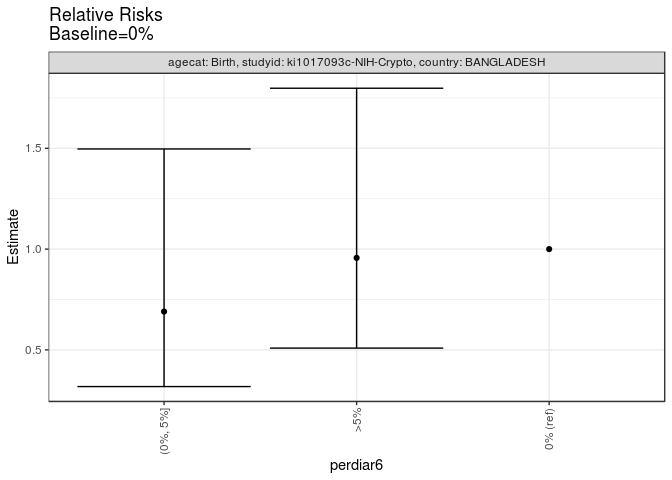 Relative Risks
Baseline=0%
agecat: Birth, studyid: ki1017093c-NIH-Crypto, country: BANGLADESH
Estimate
1.5
1.0
0.5
(0%, 5%]
>5%
0% (ref)
perdiar6